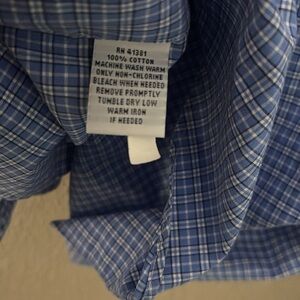 RN 41381
100% COTTON
MACHINE WASH WARM
ONLY NON-CHLORINE
BLEACH WHEN NEEDED
REMOVE PROMPTLY
TUMBLE DRY LOW
WARM IRON
IF NEEDED